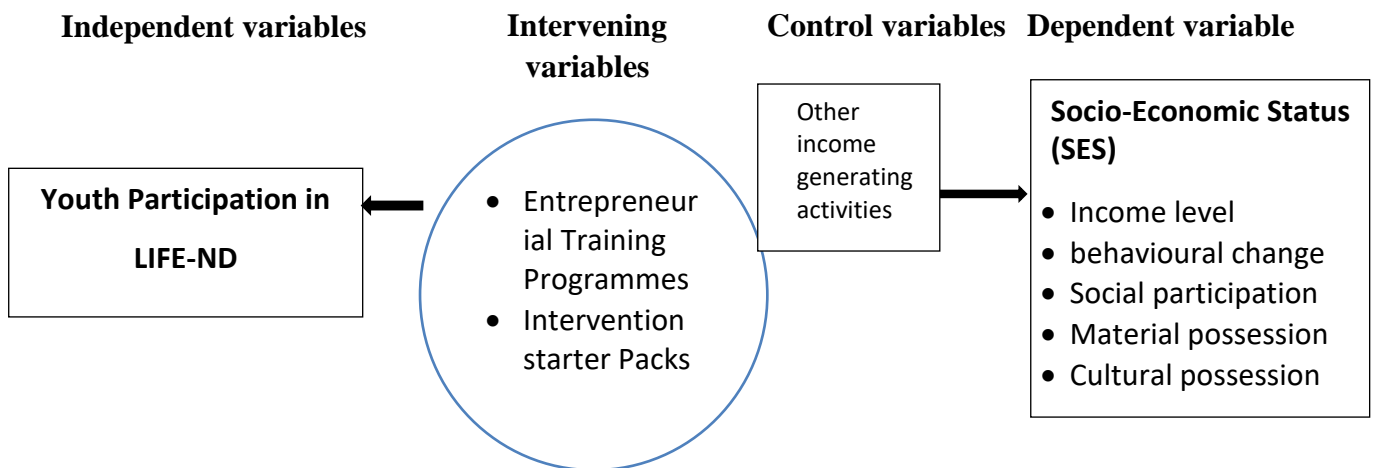 Independent variables
Intervening
variables
Control variables
Dependent variable
Youth Participation in
LIFE-ND
• Entrepreneur
ial Training
Programmes
• Intervention
starter Packs
Other
income
generating
activities
Socio-Economic Status
(SES)
• Income level
• behavioural change
• Social participation
• Material possession
• Cultural possession